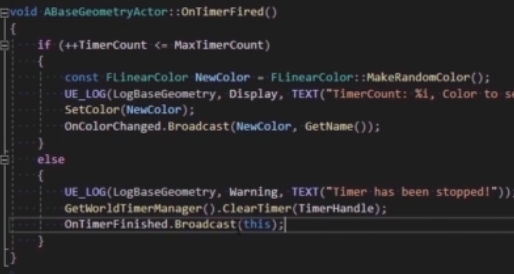 void ABaseGeometryActor::OnTimerFired()
{
if (++TimerCount <= MaxTimerCount)
{
const FLinearColor NewColor = FLinearColor::MakeRandomColor();
UE_LOG(LogBaseGeometry, Display, TEXT("TimerCount: %i, Color to se
SetColor(NewColor);
OnColorChanged.Broadcast(NewColor, GetName());
}
else
{
UE_LOG(LogBaseGeometry, Warning, TEXT("Timer has been stopped!"));
GetWorldTimerManager().ClearTimer(TimerHandle);
OnTimerFinished.Broadcast(this);
}
}